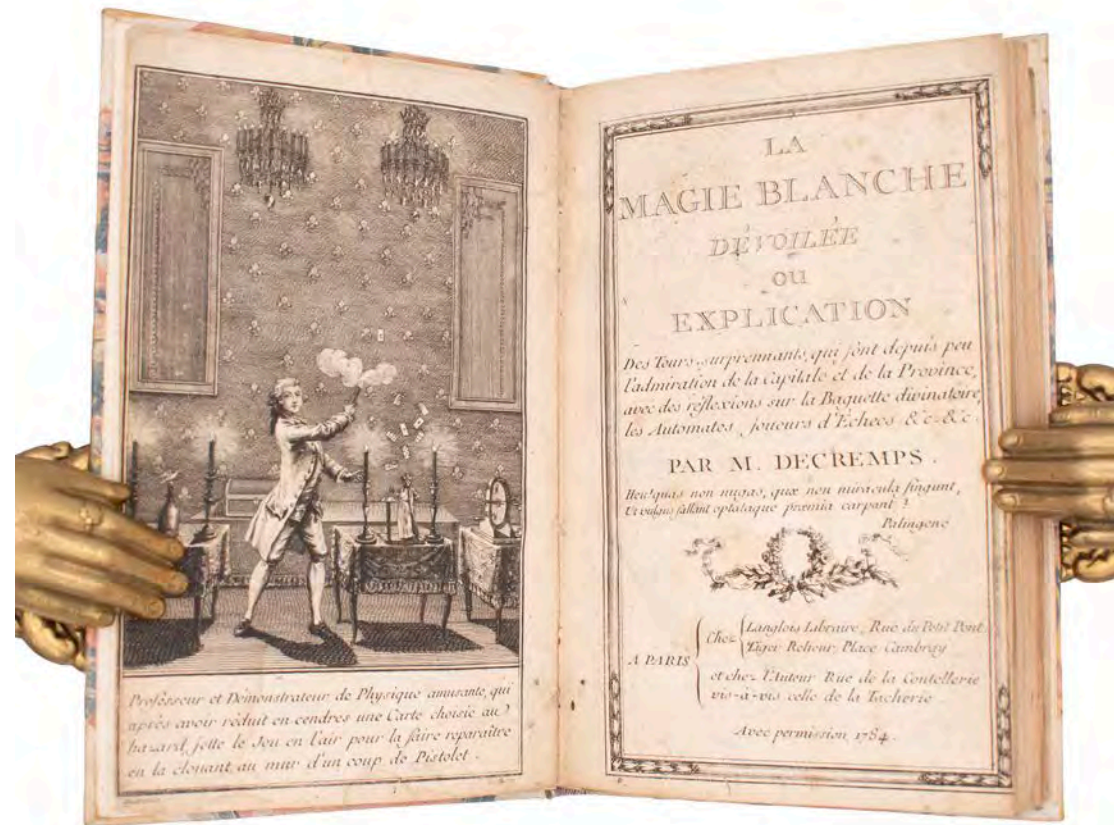 Professeur et Démonstrateur de Physique amusante, qui
après avoir réduit en cendres une Carte choisie au
hazard, jette le Jou en l'air pour la faire reparaître
en la clouant au mur d'un coup de Pistolet.
LA
MAGIE BLANCHE
DÉVOILÉE
OU
EXPLICATION
Des Tours surprennants, qui sont depuis peu
l'admiration de la Capitale et de la Province,
avec des réflexions sur la Baguette divinatoire,
les Automates joueurs d'Échecs &c. &c.
PAR M. DECREMPS.
Heu! quas non nugas, quæ non miracula fingunt,
Ut vulgus fallant optataque præmia carpant?
Palingene
A PARIS
Chez Langlois Libraire, Rue du Petit Pont
Tiger Relieur, Place Cambray
et chez l'Auteur Rue de la Coutellerie
vis-à-vis celle de la Tacherie
Avec permission, 1784.